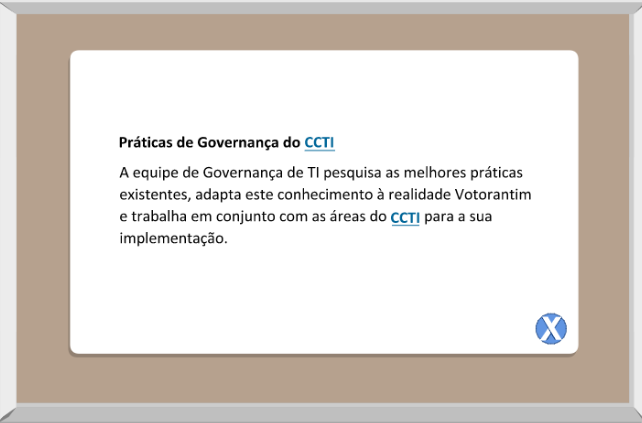 Práticas de Governança do CCTI
A equipe de Governança de TI pesquisa as melhores práticas
existentes, adapta este conhecimento à realidade Votorantim
e trabalha em conjunto com as áreas do CCTI para a sua
implementação.
X